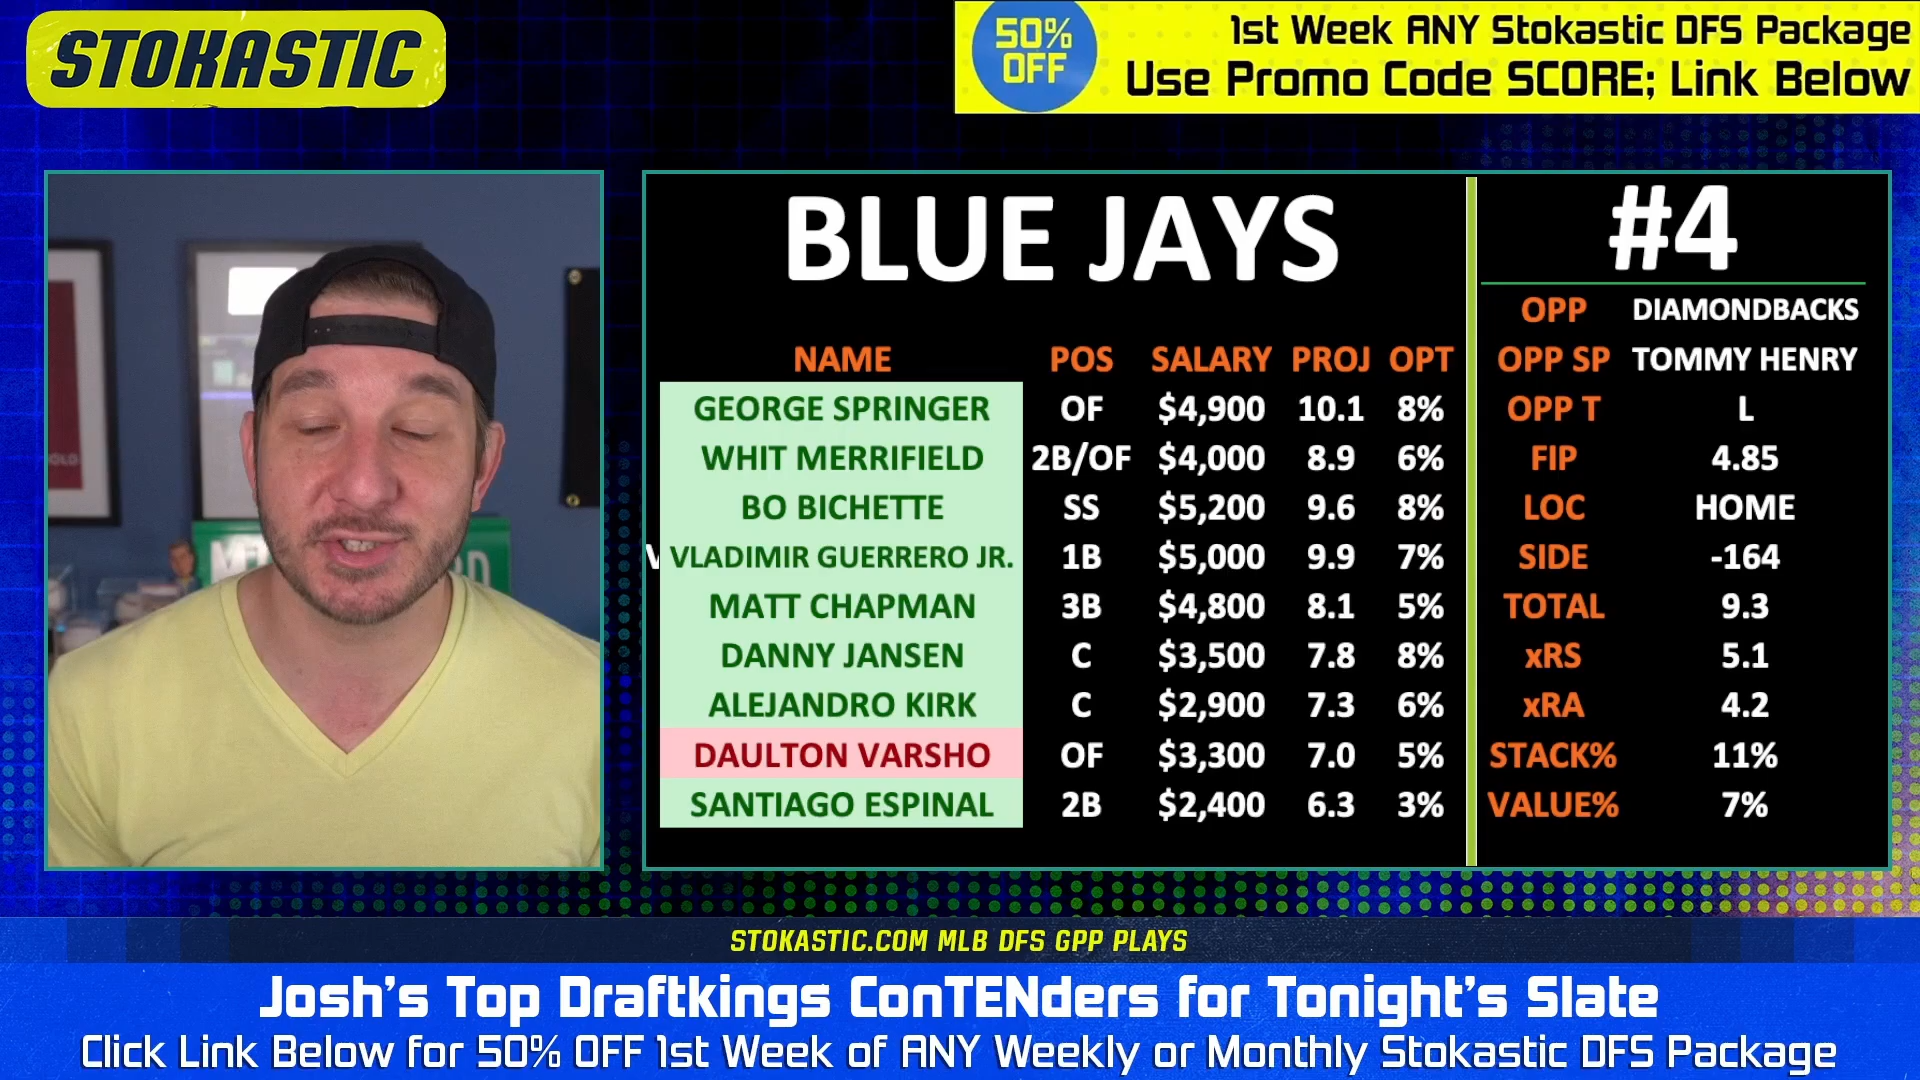 STOKASTIC
50% OFF
1st Week ANY Stokastic DFS Package
Use Promo Code SCORE; Link Below
BLUE JAYS
NAME POS SALARY PROJ OPT
GEORGE SPRINGER OF $4,900 10.1 8%
WHIT MERRIFIELD 2B/OF $4,000 8.9 6%
BO BICHETTE SS $5,200 9.6 8%
VLADIMIR GUERRERO JR. 1B $5,000 9.9 7%
MATT CHAPMAN 3B $4,800 8.1 5%
DANNY JANSEN C $3,500 7.8 8%
ALEJANDRO KIRK C $2,900 7.3 6%
DAULTON VARSHO OF $3,300 7.0 5%
SANTIAGO ESPINAL 2B $2,400 6.3 3%
#4
OPP DIAMONDBACKS
OPP SP TOMMY HENRY
OPP T L
FIP 4.85
LOC HOME
SIDE -164
TOTAL 9.3
xRS 5.1
xRA 4.2
STACK% 11%
VALUE% 7%
STOKASTIC.COM MLB DFS GPP PLAYS
Josh's Top Draftkings ConTENders for Tonight's Slate
Click Link Below for 50% OFF 1st Week of ANY Weekly or Monthly Stokastic DFS Package